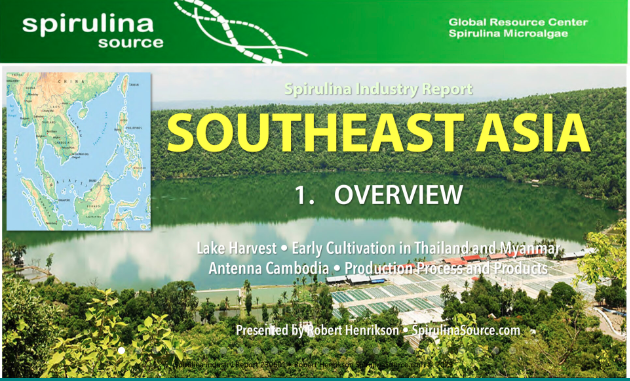 spirulina
source
Global Resource Center
Spirulina Microalgae
Spirulina Industry Report
SOUTHEAST ASIA
1. OVERVIEW
Lake Harvest • Early Cultivation in Thailand and Myanmar
Antenna Cambodia • Production Process and Products
Presented by Robert Henrikson • SpirulinaSource.com